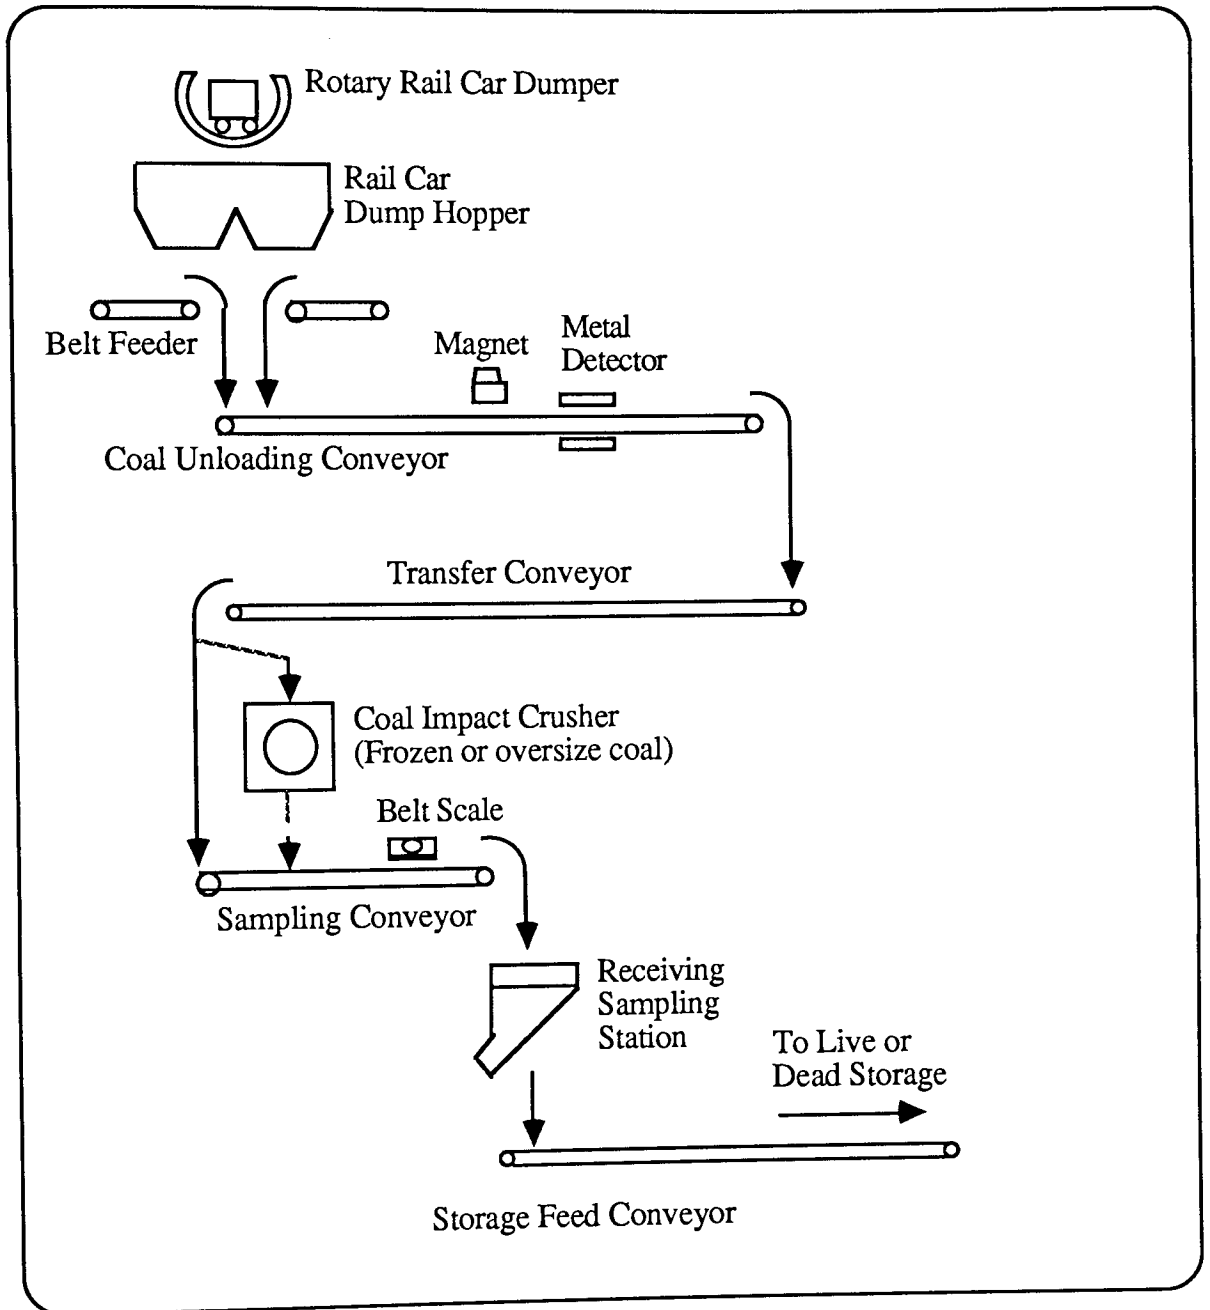 Rotary Rail Car Dumper
Rail Car
Dump Hopper
Belt Feeder
Magnet
Metal
Detector
Coal Unloading Conveyor
Transfer Conveyor
Coal Impact Crusher
(Frozen or oversize coal)
Belt Scale
Sampling Conveyor
Receiving
Sampling
Station
To Live or
Dead Storage
Storage Feed Conveyor